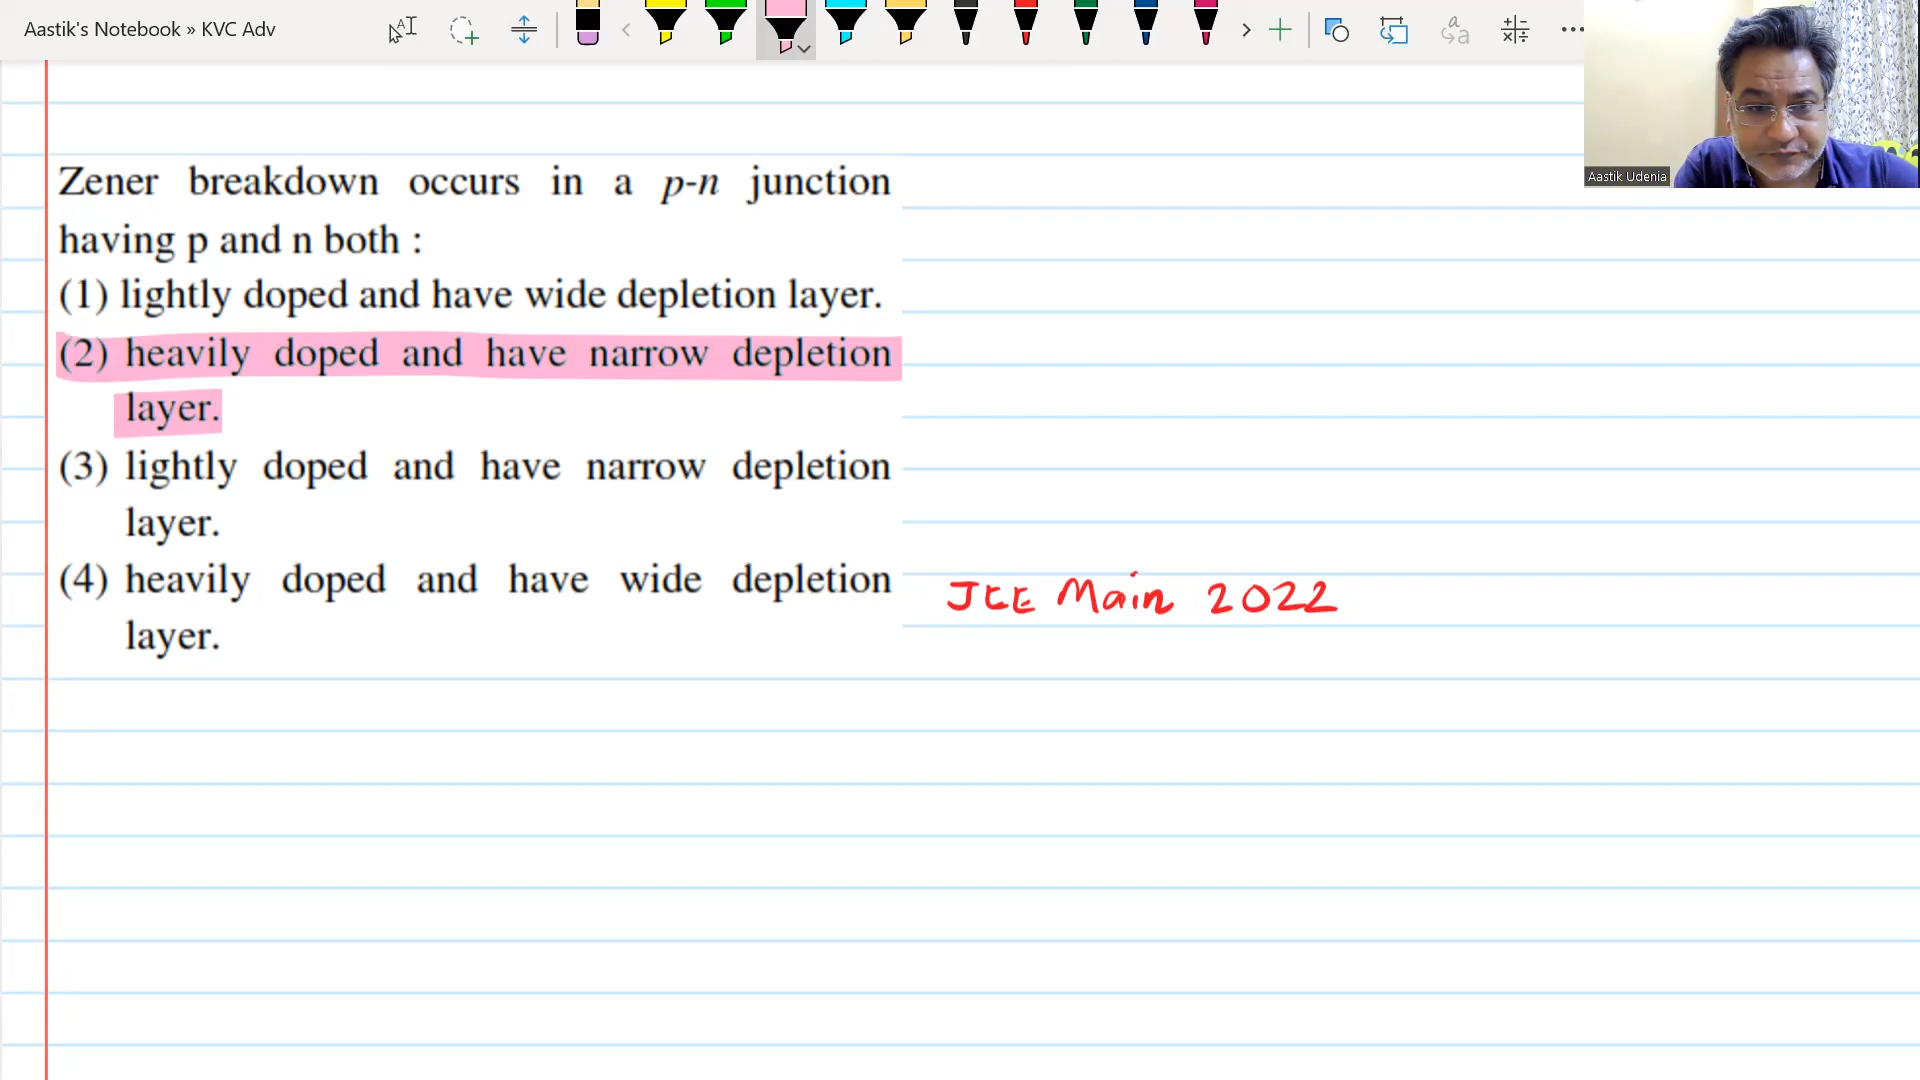 Aastik's Notebook » KVC Adv
Aastik Udenia
Zener breakdown occurs in a p-n junction
having p and n both :
(1) lightly doped and have wide depletion layer.
(2) heavily doped and have narrow depletion
layer.
(3) lightly doped and have narrow depletion
layer.
(4) heavily doped and have wide depletion
layer.
JEE Main 2022